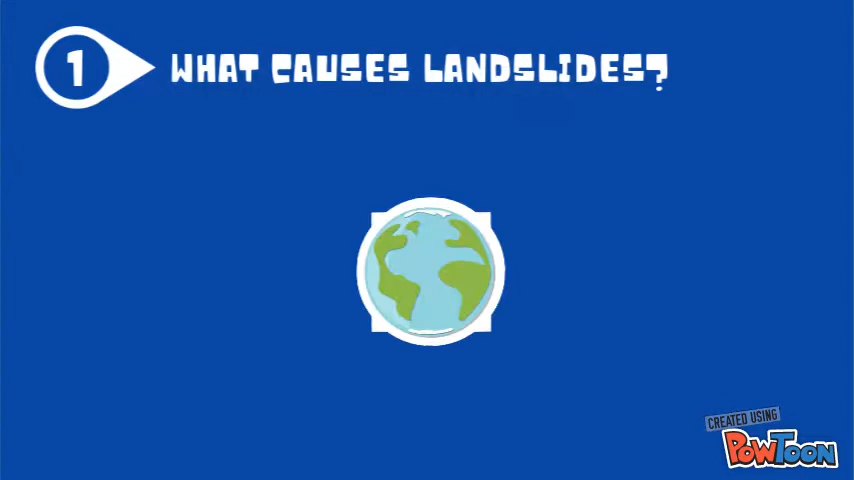 1 WHAT CAUSES LANDSLIDES?
CREATED USING
POWTOON